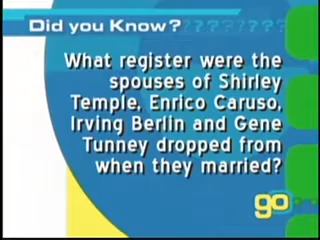 Did you Know?
What register were the
spouses of Shirley
Temple, Enrico Caruso,
Irving Berlin and Gene
Tunney dropped from
when they married?
go